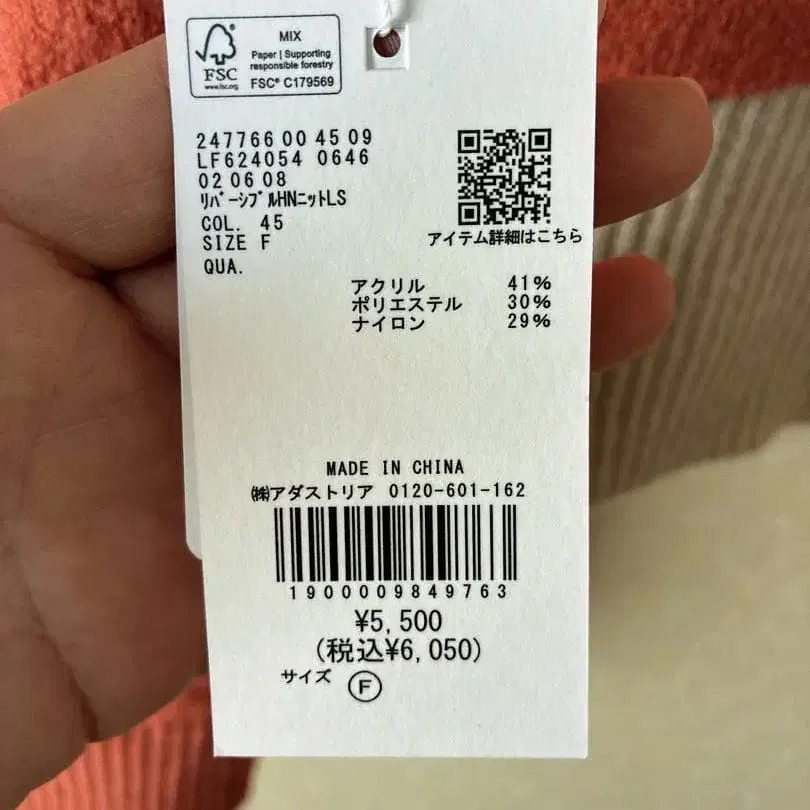 MIX
Paper | Supporting
responsible forestry
FSC
www.fsc.org
FSC® C179569
247766 00 45 09
LF624054 0646
02 06 08
ﾘﾊﾞｰｼﾌﾞﾙHNﾆｯﾄLS
COL. 45
SIZE F
QUA.
アイテム詳細はこちら
アクリル 41%
ポリエステル 30%
ナイロン 29%
MADE IN CHINA
㈱アダストリア 0120-601-162
1900009849763
¥5,500
(税込¥6,050)
サイズ F